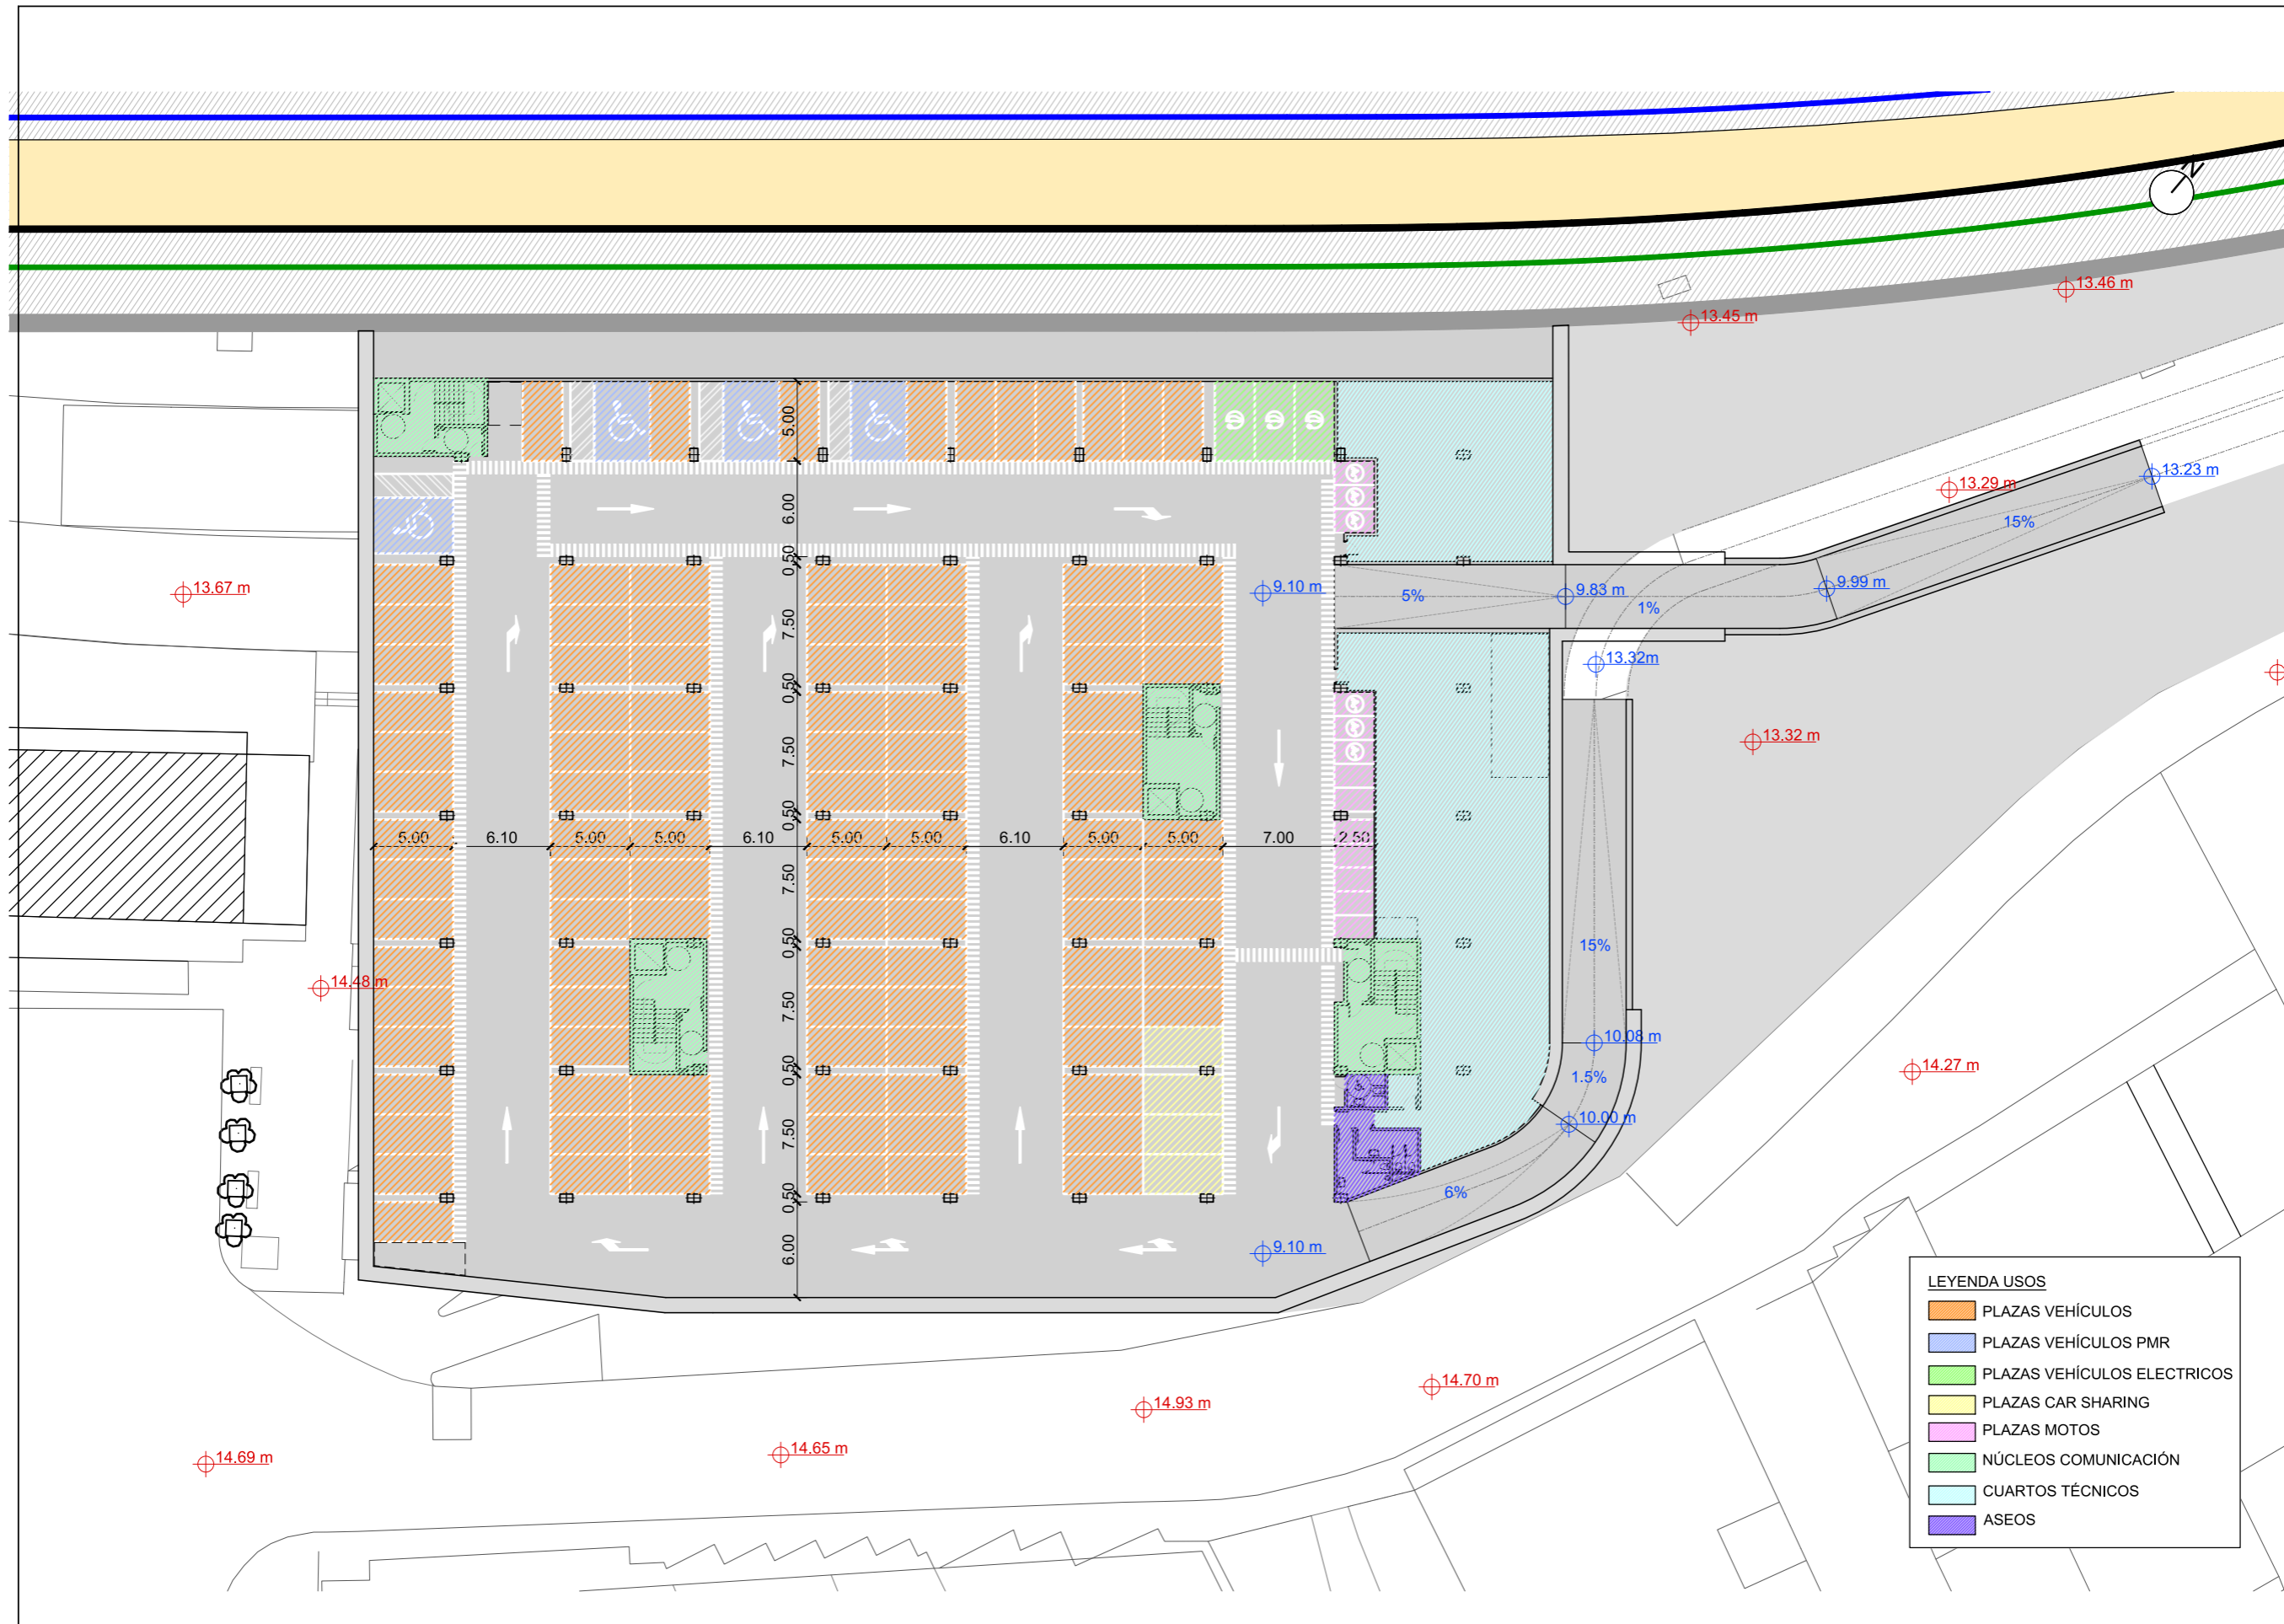 N
13.46 m
13.45 m
5.00
13.23 m
13.29 m
6.00
15%
0.50
13.67 m
9.10 m
5%
9.83 m
9.99 m
1%
7.50
13.32m
0.50
13.32 m
7.50
0.50
5.00
6.10
5.00
5.00
6.10
5.00
5.00
6.10
5.00
5.00
7.00
2.50
7.50
0.50
15%
14.48 m
7.50
10.08 m
0.50
1.5%
14.27 m
10.00 m
7.50
6%
0.50
6.00
9.10 m
LEYENDA USOS
PLAZAS VEHÍCULOS
PLAZAS VEHÍCULOS PMR
PLAZAS VEHÍCULOS ELECTRICOS
PLAZAS CAR SHARING
PLAZAS MOTOS
NÚCLEOS COMUNICACIÓN
CUARTOS TÉCNICOS
ASEOS
14.70 m
14.93 m
14.65 m
14.69 m